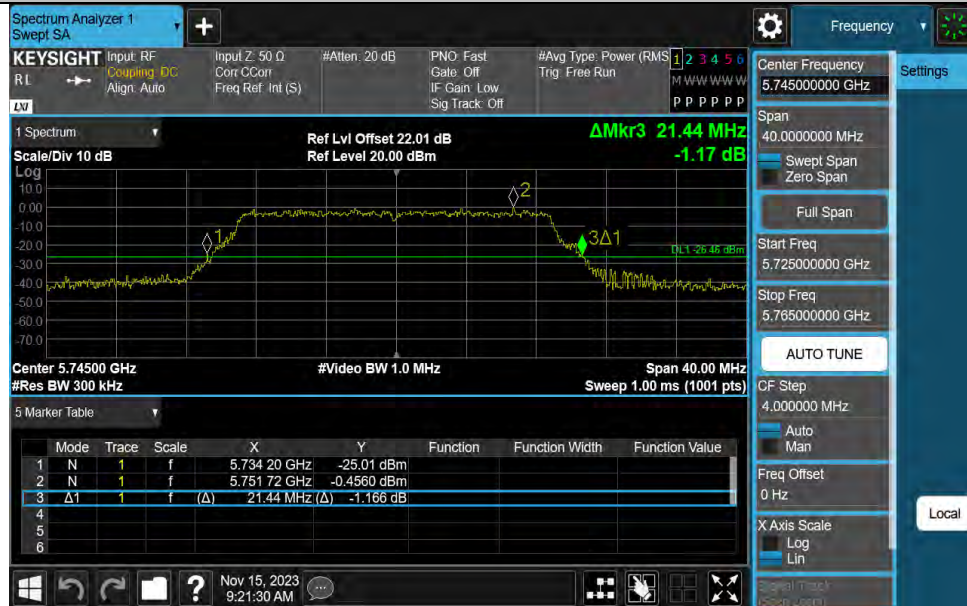 Spectrum Analyzer 1
Swept SA
+
Frequency
KEYSIGHT
RL
LXI
Input: RF
Coupling: DC
Align: Auto
Input Z: 50 Ω
Corr CCorr
Freq Ref: Int (S)
#Atten: 20 dB
PNO: Fast
Gate: Off
IF Gain: Low
Sig Track: Off
#Avg Type: Power (RMS
Trig: Free Run
1 2 3 4 5 6
M W W W W W
P P P P P P
1 Spectrum
Scale/Div 10 dB
Ref Lvl Offset 22.01 dB
Ref Level 20.00 dBm
ΔMkr3 21.44 MHz
-1.17 dB
Log
10.0
0.00
-10.0
-20.0
-30.0
-40.0
-50.0
-60.0
-70.0
1
2
3Δ1
DL1 -26.46 dBm
Center 5.74500 GHz
#Video BW 1.0 MHz
Span 40.00 MHz
#Res BW 300 kHz
Sweep 1.00 ms (1001 pts)
5 Marker Table
Mode Trace Scale X Y Function Function Width Function Value
1 N 1 f 5.734 20 GHz -25.01 dBm
2 N 1 f 5.751 72 GHz -0.4560 dBm
3 Δ1 1 f (Δ) 21.44 MHz (Δ) -1.166 dB
4
5
6
?
Nov 15, 2023
9:21:30 AM
Center Frequency
5.745000000 GHz
Settings
Span
40.0000000 MHz
Swept Span
Zero Span
Full Span
Start Freq
5.725000000 GHz
Stop Freq
5.765000000 GHz
AUTO TUNE
CF Step
4.000000 MHz
Auto
Man
Freq Offset
0 Hz
Local
X Axis Scale
Log
Lin
Signal Track
(Span Zoom)